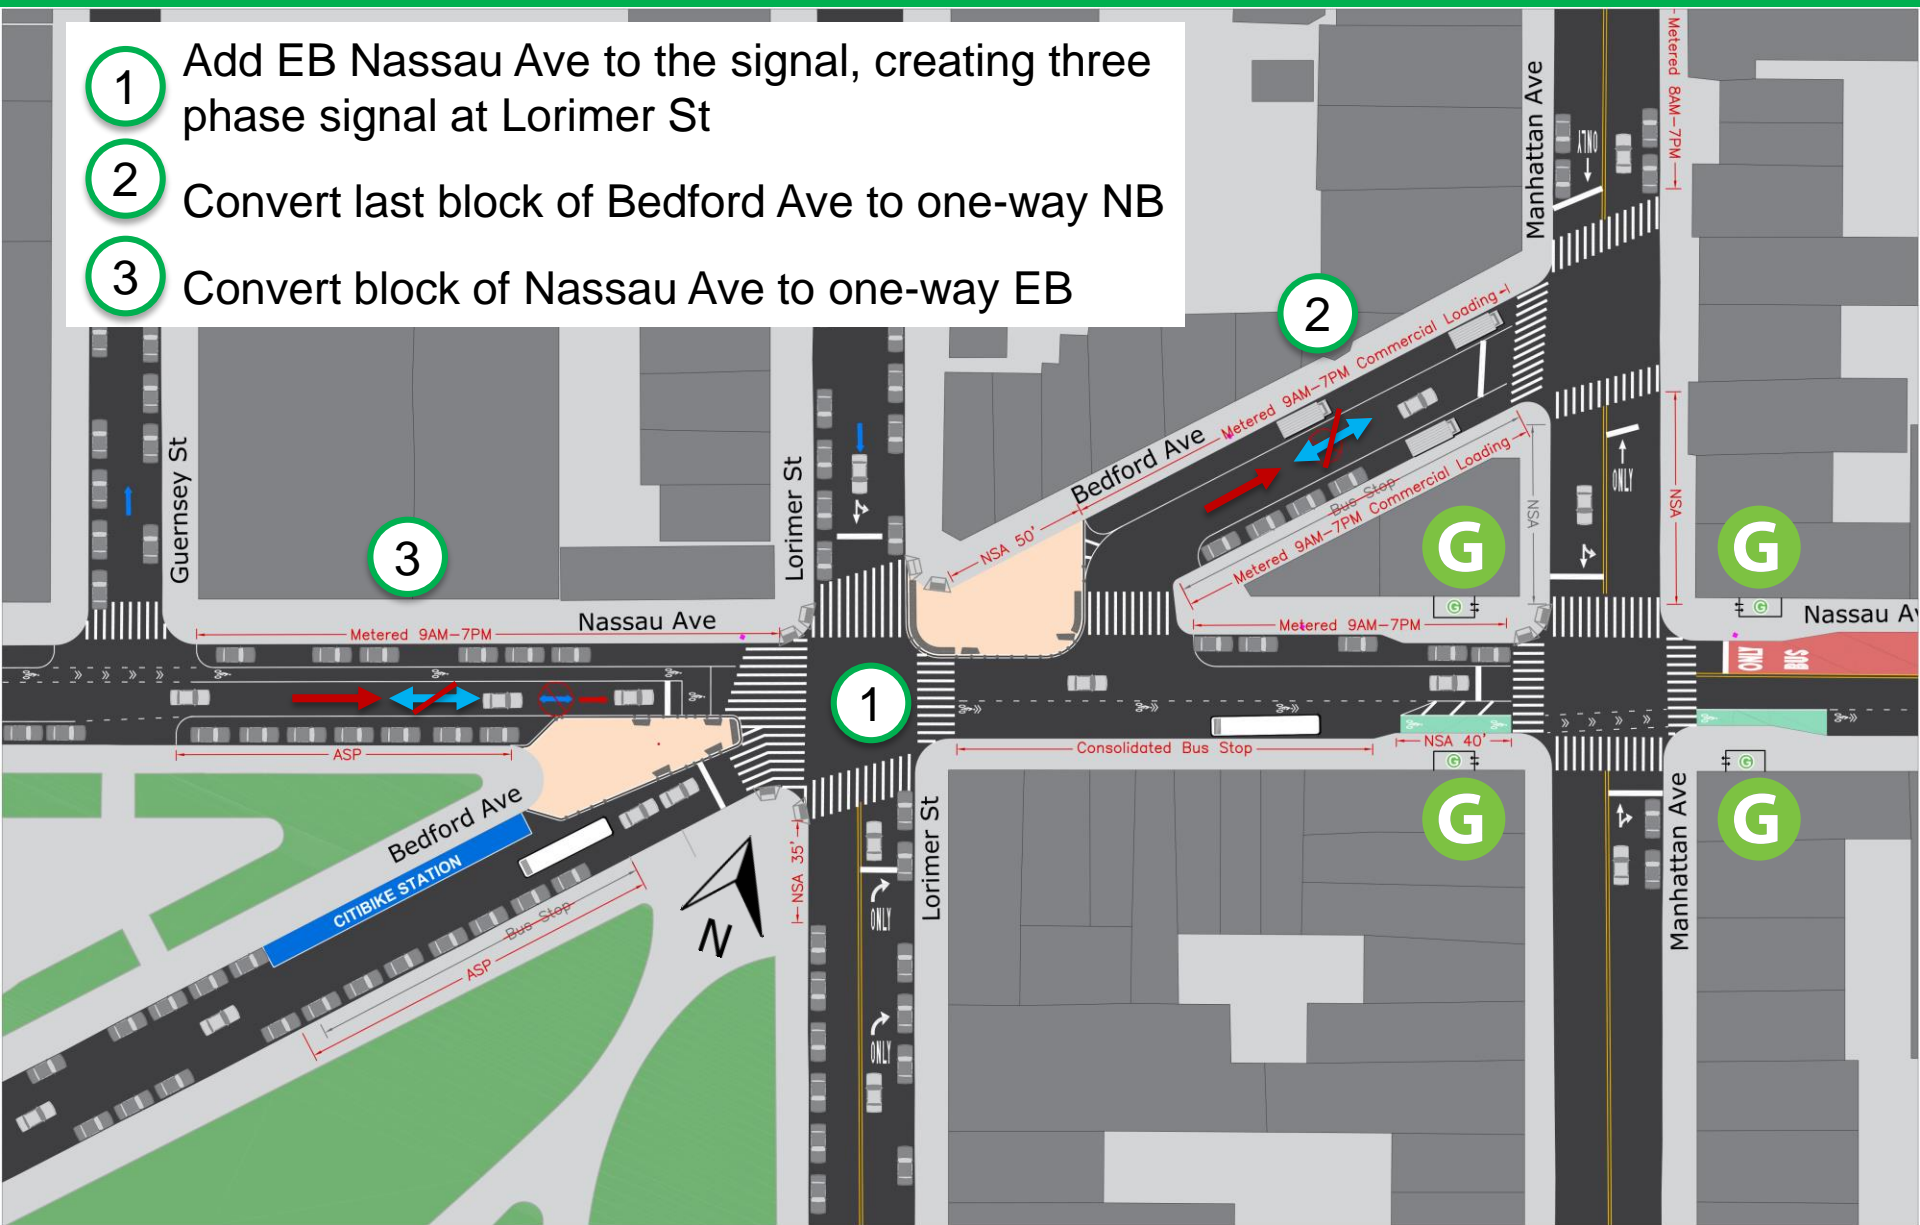 1
Add EB Nassau Ave to the signal, creating three
phase signal at Lorimer St
2
Convert last block of Bedford Ave to one-way NB
3
Convert block of Nassau Ave to one-way EB
Manhattan Ave
Metered 8AM-7PM
ONLY
2
Metered 9AM-7PM Commercial Loading
Bedford Ave
NSA 50'
Bus Stop
Metered 9AM-7PM Commercial Loading
NSA
ONLY
NSA
Guernsey St
Lorimer St
3
G
G
G
G
Nassau Ave
Metered 9AM-7PM
Metered 9AM-7PM
Nassau Av
ONLY
BUS
1
ASP
Consolidated Bus Stop
NSA 40'
G
G
G
G
Bedford Ave
CITIBIKE STATION
Bus Stop
ASP
N
NSA 35'
Lorimer St
ONLY
ONLY
Manhattan Ave